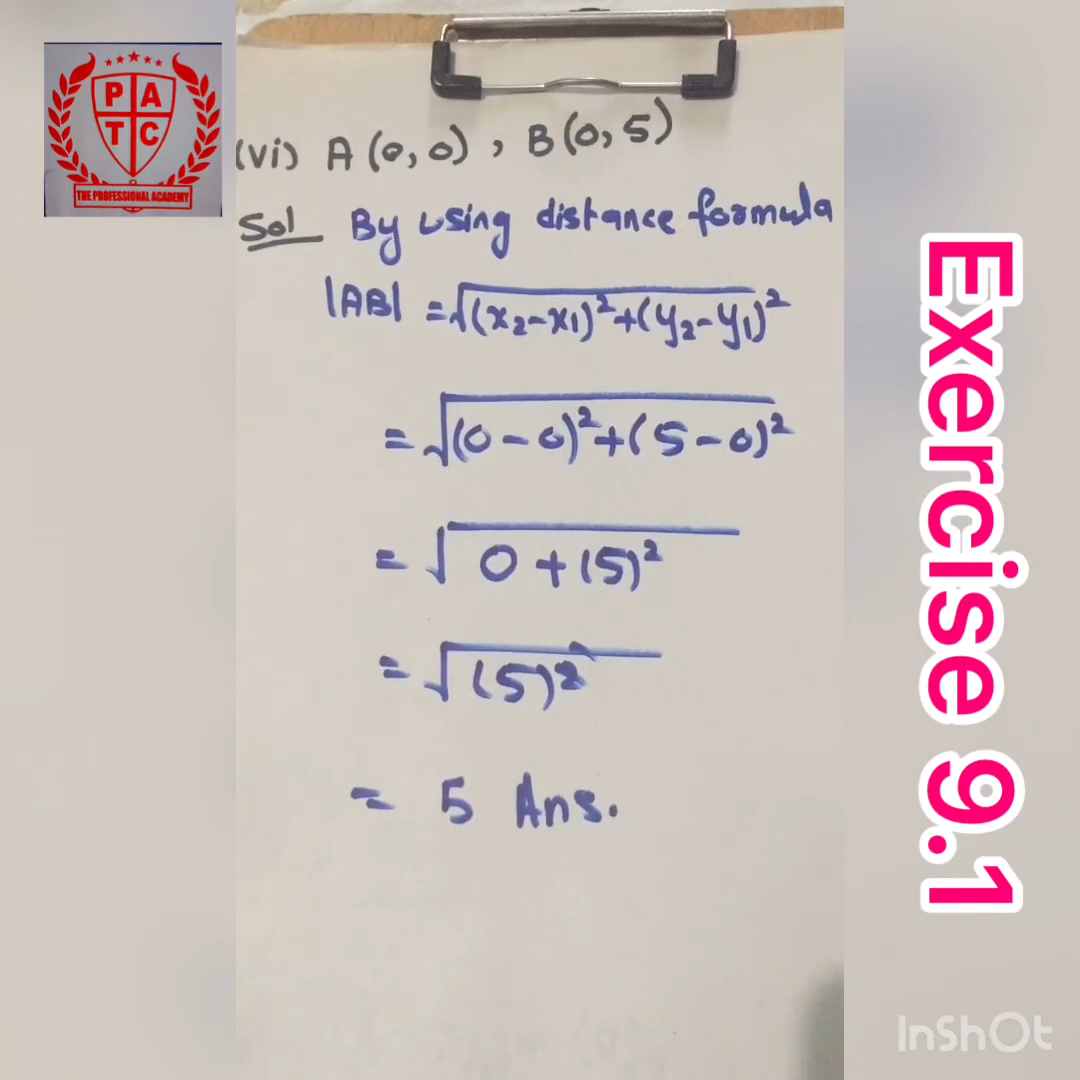 P A
T C
THE PROFESSIONAL ACADEMY
(vi) A (0, 0) , B (0, 5)
Sol By using distance formula
|AB| = √(x₂-x₁)²+(y₂-y₁)²
= √(0-0)²+(5-0)²
= √0+(5)²
= √(5)²
= 5 Ans.
Exercise 9.1
InShOt